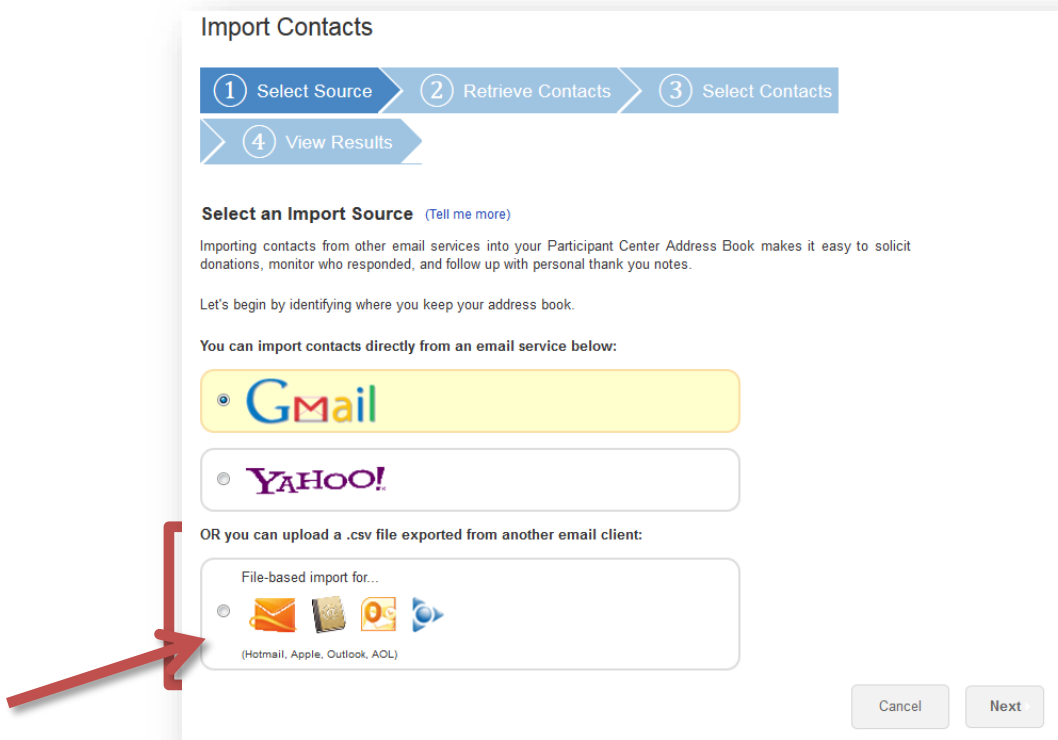 Import Contacts
1 Select Source 2 Retrieve Contacts 3 Select Contacts
4 View Results
Select an Import Source (Tell me more)
Importing contacts from other email services into your Participant Center Address Book makes it easy to solicit
donations, monitor who responded, and follow up with personal thank you notes.
Let's begin by identifying where you keep your address book.
You can import contacts directly from an email service below:
Gmail
YAHOO!
OR you can upload a .csv file exported from another email client:
File-based import for...
(Hotmail, Apple, Outlook, AOL)
Cancel Next